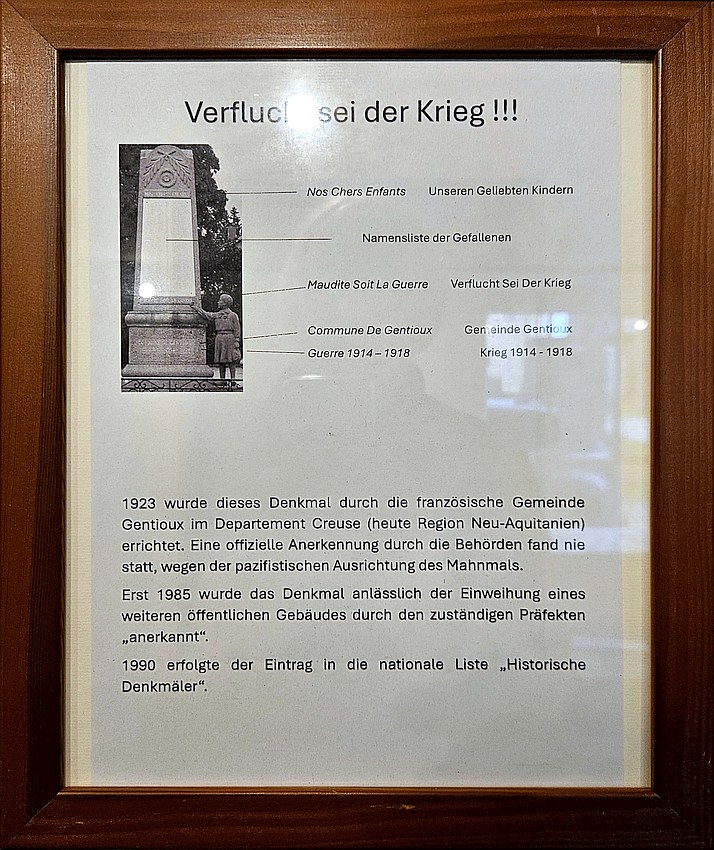 Verflucht sei der Krieg !!!
Nos Chers Enfants Unseren Geliebten Kindern
Namensliste der Gefallenen
Maudite Soit La Guerre Verflucht Sei Der Krieg
Commune De Gentioux Gemeinde Gentioux
Guerre 1914 – 1918 Krieg 1914 - 1918
1923 wurde dieses Denkmal durch die französische Gemeinde
Gentioux im Departement Creuse (heute Region Neu-Aquitanien)
errichtet. Eine offizielle Anerkennung durch die Behörden fand nie
statt, wegen der pazifistischen Ausrichtung des Mahnmals.
Erst 1985 wurde das Denkmal anlässlich der Einweihung eines
weiteren öffentlichen Gebäudes durch den zuständigen Präfekten
„anerkannt“.
1990 erfolgte der Eintrag in die nationale Liste „Historische
Denkmäler“.